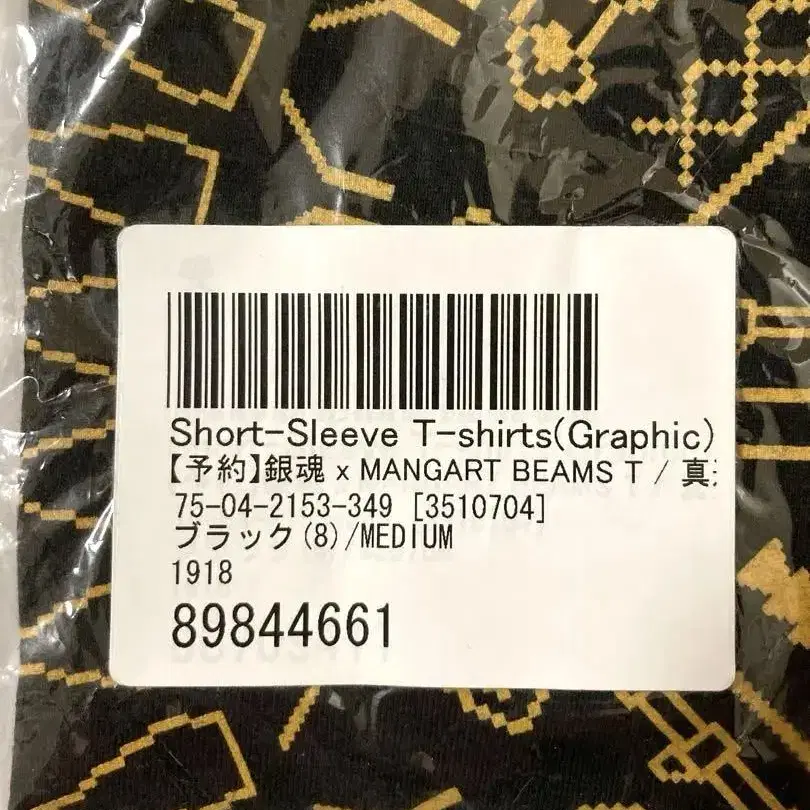 Short-Sleeve T-shirts(Graphic)
【予約】銀魂 x MANGART BEAMS T / 真
75-04-2153-349 [3510704]
ブラック(8)/MEDIUM
1918
89844661